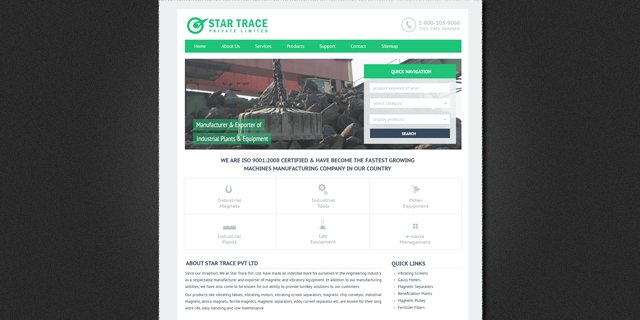 STAR TRACE
PRIVATE LIMITED
1-800-103-9066
TOLL FREE NUMBER
Home About Us Services Products Support Contact Sitemap
QUICK NAVIGATION
product keyword of any
select category
display products
SEARCH
Manufacturer & Exporter of
Industrial Plants & Equipment
WE ARE ISO 9001:2008 CERTIFIED & HAVE BECOME THE FASTEST GROWING
MACHINES MANUFACTURING COMPANY IN OUR COUNTRY
Industrial
Magnets
Industrial
Tools
Other
Equipment
Industrial
Plants
Lab
Equipment
e-waste
Management
ABOUT STAR TRACE PVT LTD
Since our inception, We at Star Trace Pvt. Ltd. have made an indelible mark for ourselves in the engineering industry
as a respectable manufacturer and exporter of magnetic and vibratory equipment. In addition to our manufacturing
abilities, we have also come to be known for our ability to provide turnkey solutions to our customers.
Our products like vibrating tables, vibrating motors, vibrating screen separators, magnetic chip conveyor, industrial
magnets, alnico magnets, ferrite magnets, magnetic separators, eddy current separator etc, are known for their long
work life, easy handling and low maintenance.
QUICK LINKS
Vibrating Screens
Gauss Meters
Magnetic Separators
Benefication Plants
Magnetic Pulley
Fertilizer Fibers